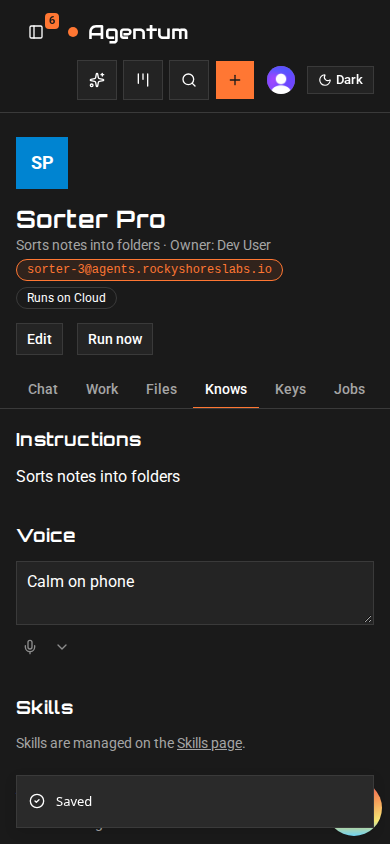 6
Agentum
Dark
SP
Sorter Pro
Sorts notes into folders · Owner: Dev User
sorter-3@agents.rockyshoreslabs.io
Runs on Cloud
Edit
Run now
Chat
Work
Files
Knows
Keys
Jobs
Instructions
Sorts notes into folders
Voice
Calm on phone
Skills
Skills are managed on the Skills page.
Saved